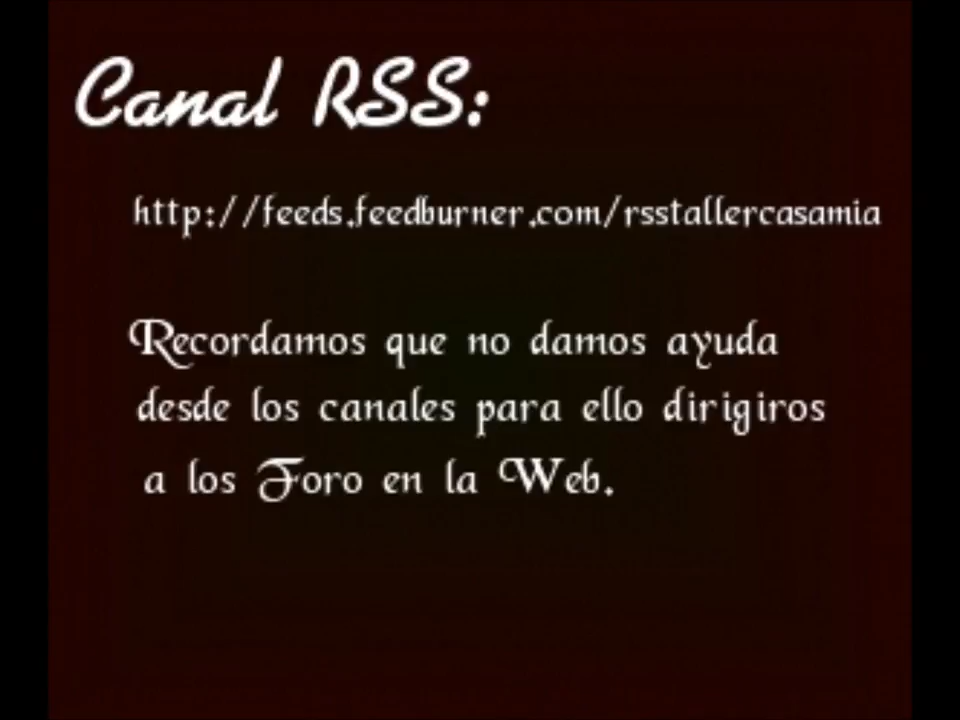 Canal RSS:
http://feeds.feedburner.com/rsstallercasamia
Recordamos que no damos ayuda
desde los canales para ello dirigiros
a los Foro en la Web.